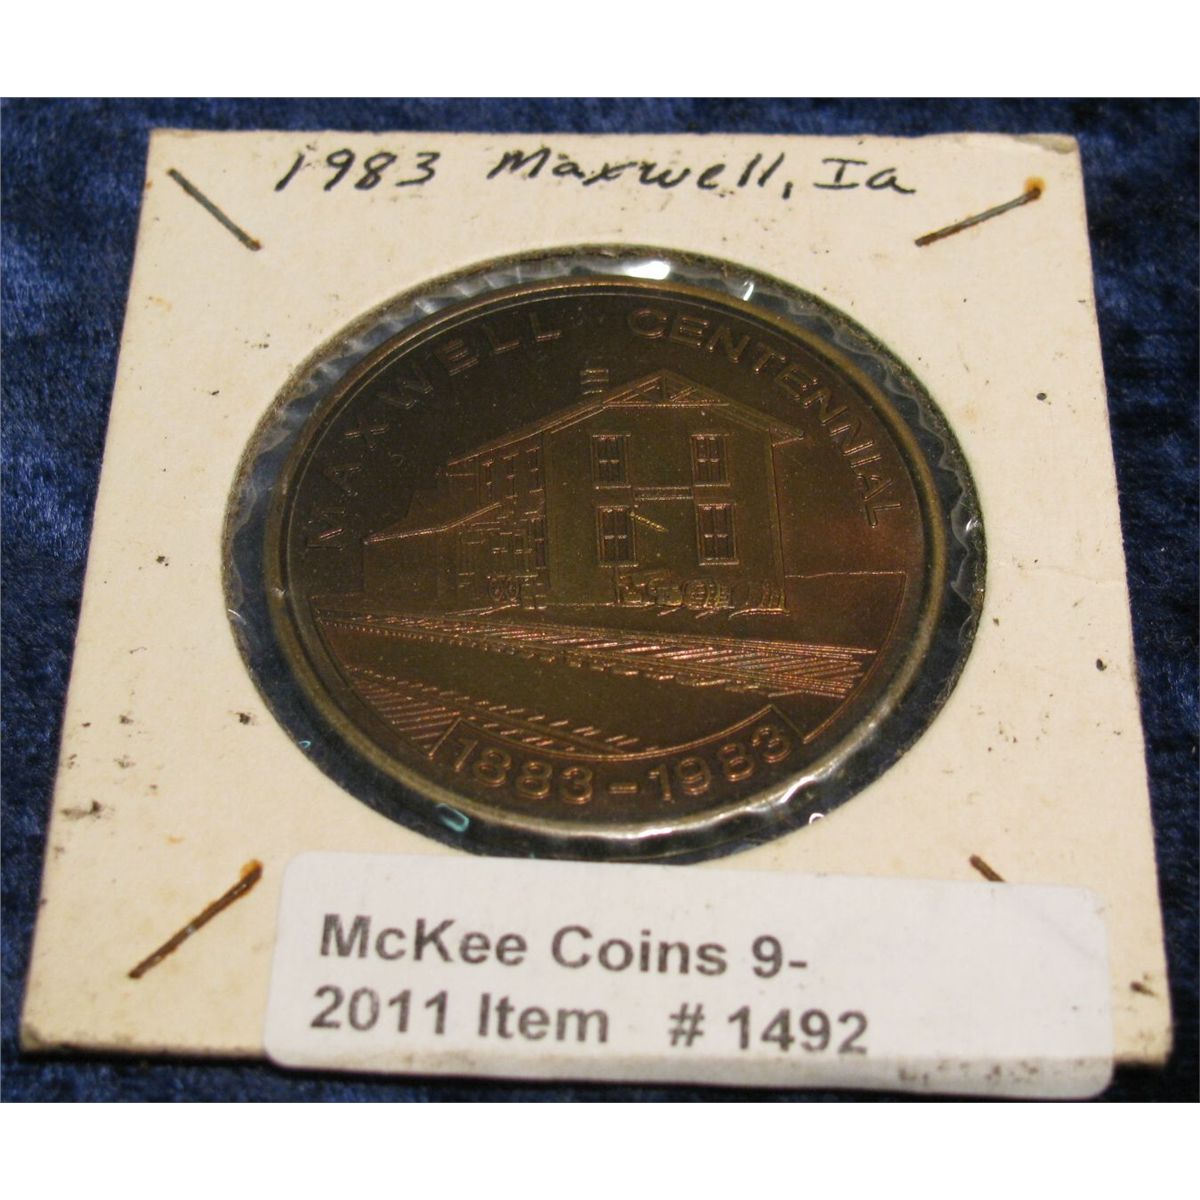 1983 Maxwell, Ia
MAXWELL CENTENNIAL
1883-1983
McKee Coins 9-
2011 Item # 1492